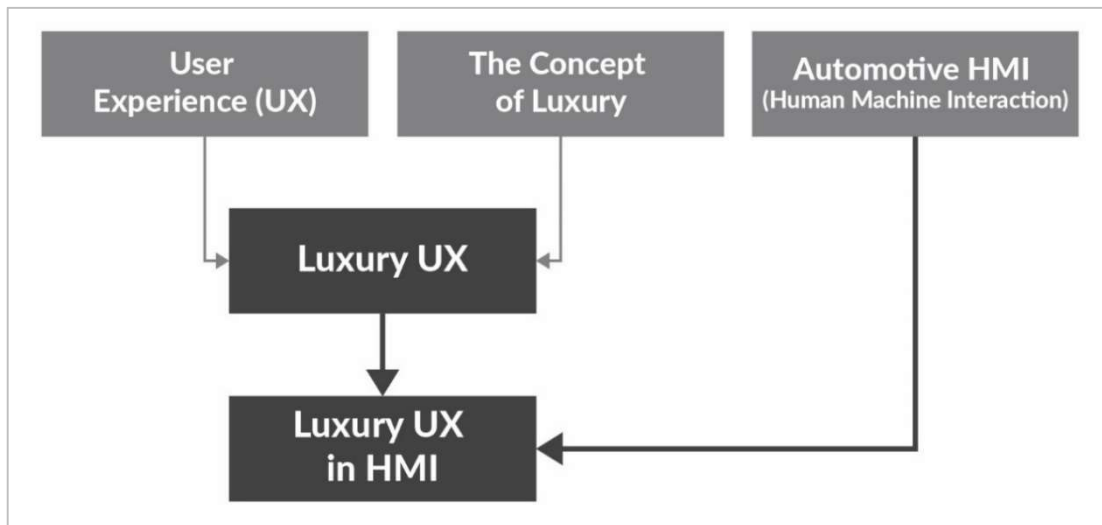 User
Experience (UX)
The Concept
of Luxury
Automotive HMI
(Human Machine Interaction)
Luxury UX
Luxury UX
in HMI